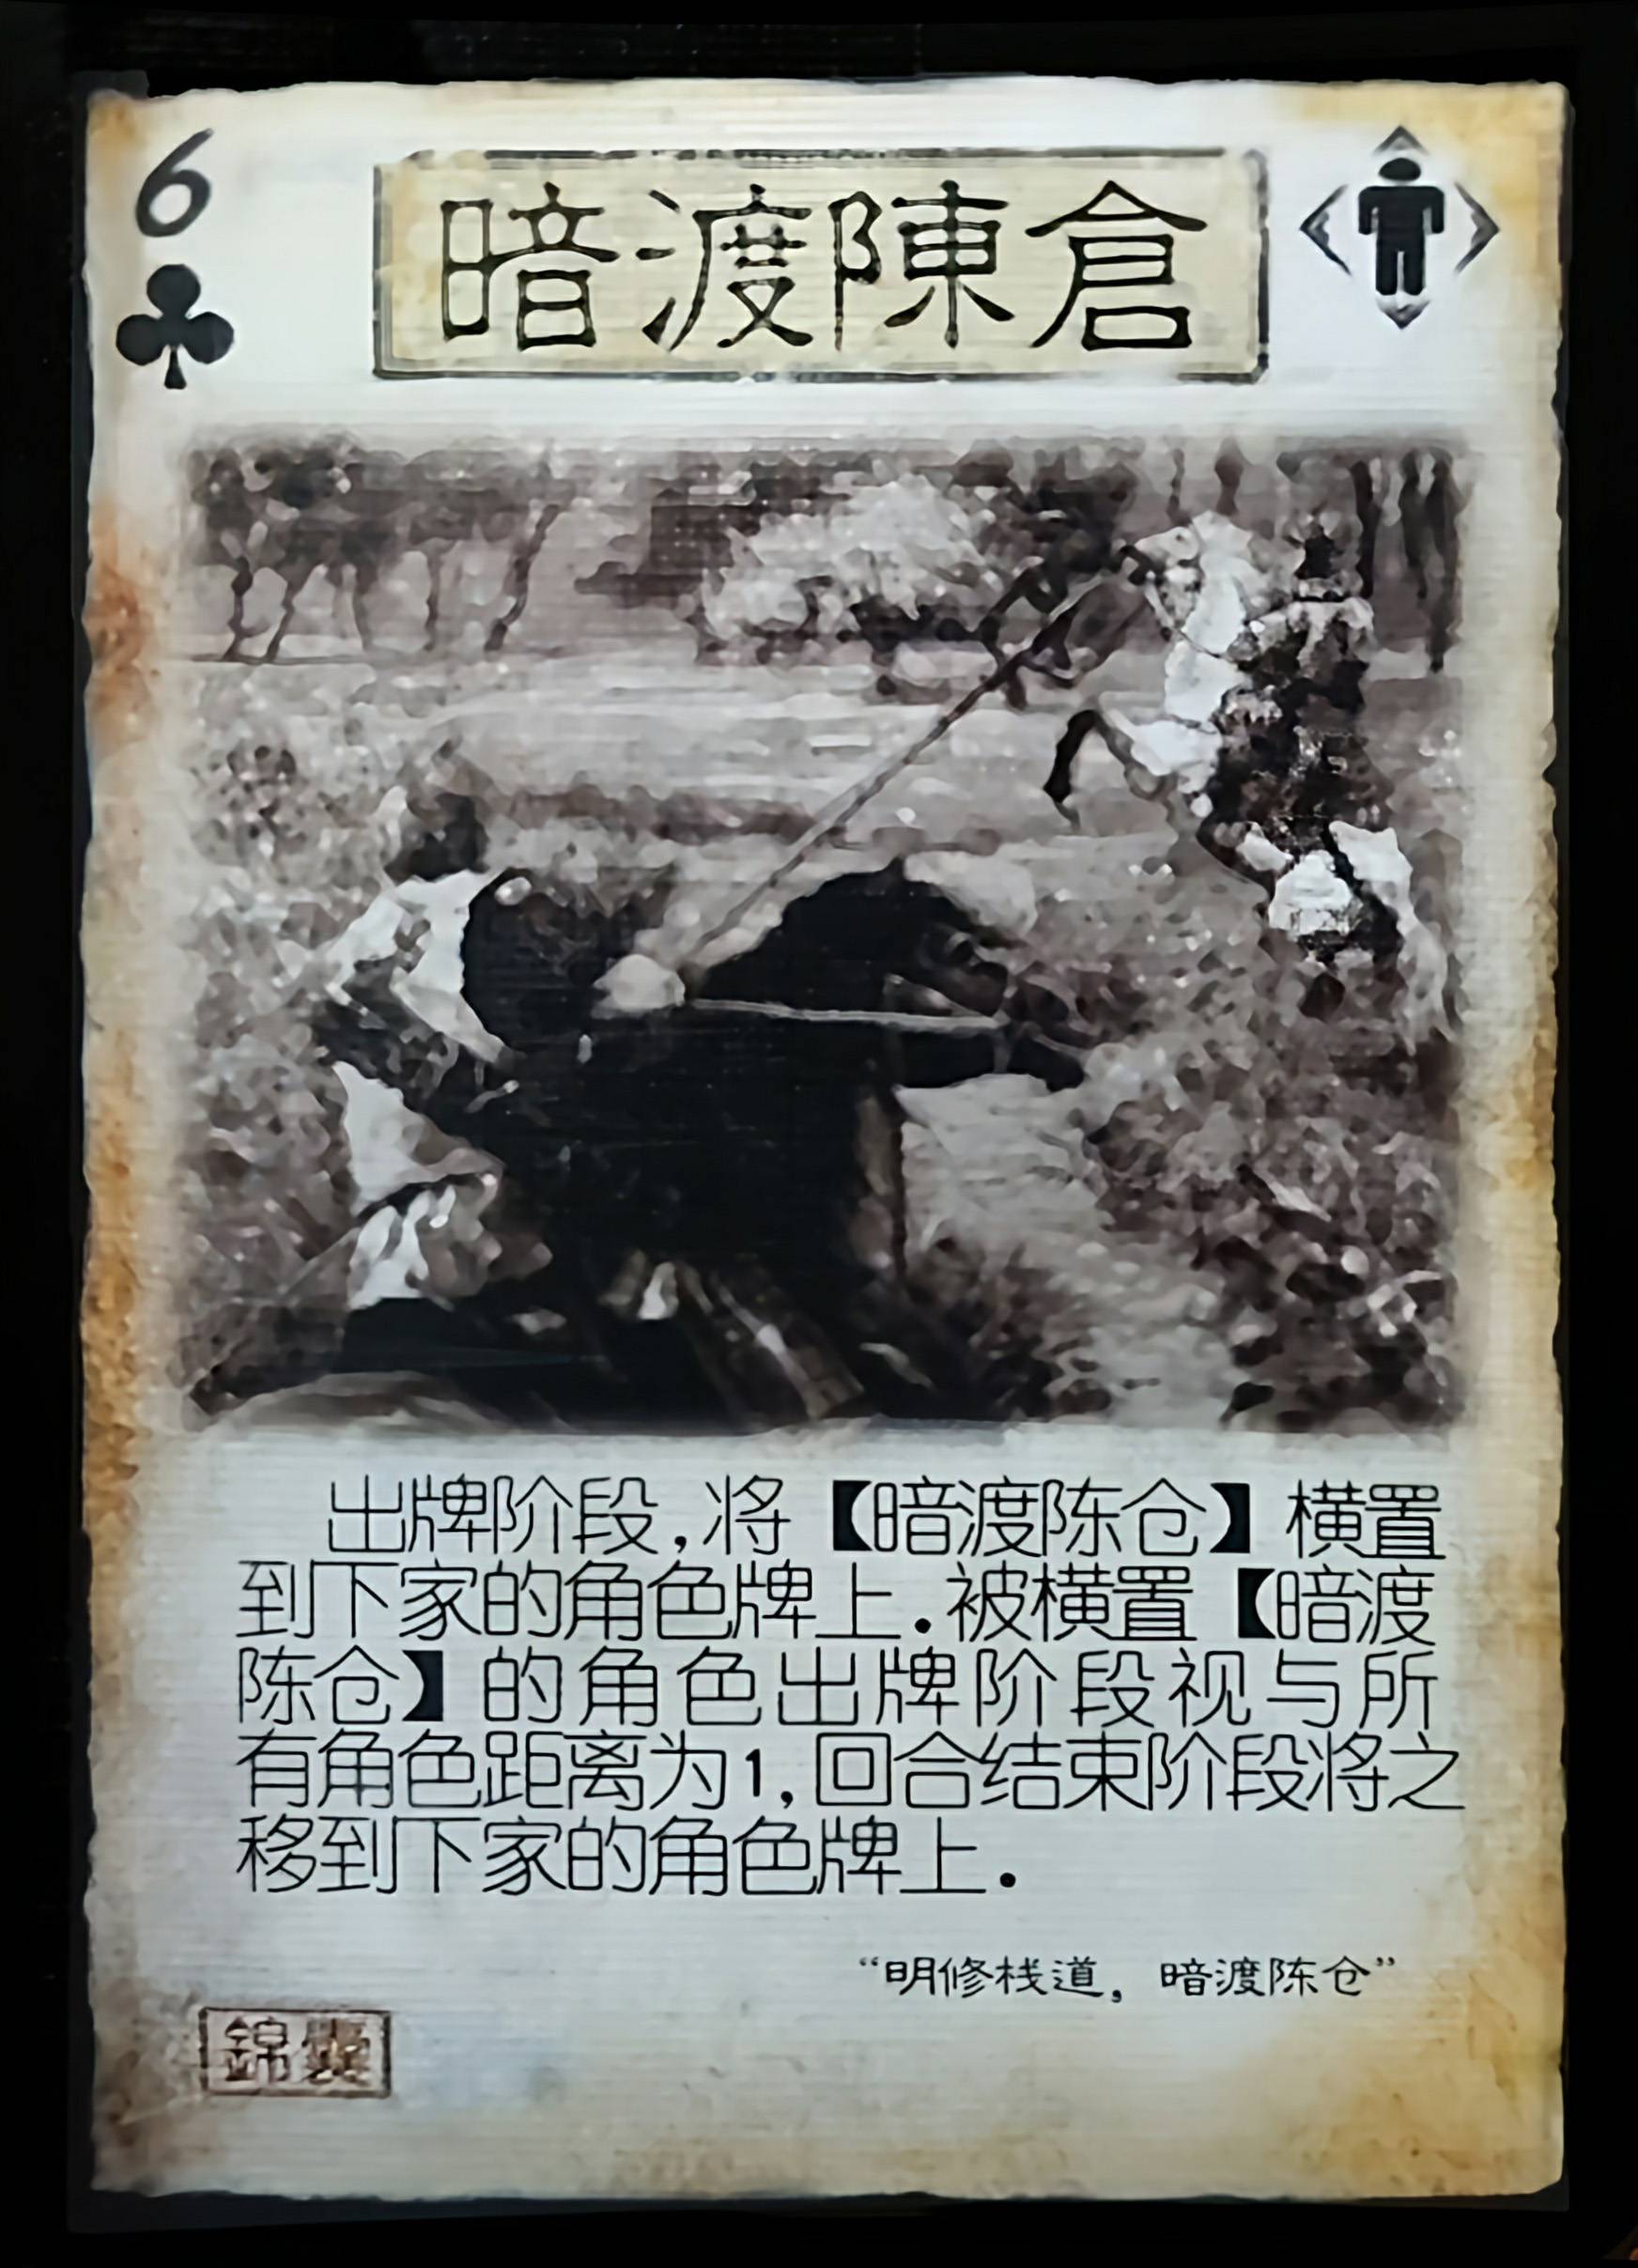 6
暗渡陳倉
出牌阶段,将【暗渡陈仓】横置
到下家的角色牌上.被横置【暗渡
陈仓】的角色出牌阶段视与所
有角色距离为1,回合结束阶段将之
移到下家的角色牌上.
“明修栈道，暗渡陈仓”
錦囊